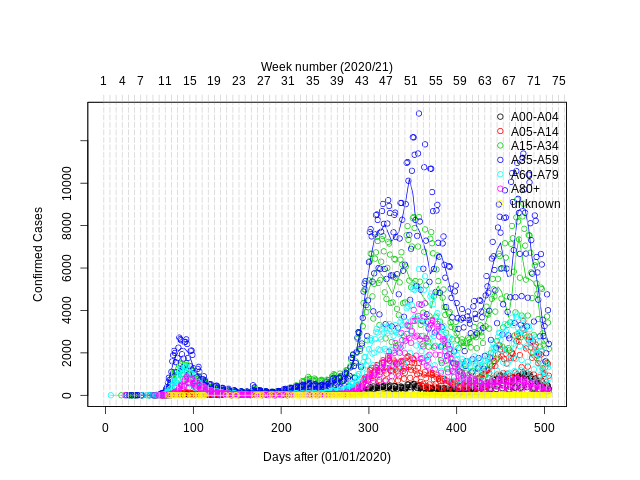 Week number (2020/21)
1 4 7 11 15 19 23 27 31 35 39 43 47 51 55 59 63 67 71 75
A00-A04
A05-A14
A15-A34
A35-A59
A60-A79
A80+
unknown
Confirmed Cases
10000
8000
6000
4000
2000
0
0 100 200 300 400 500
Days after (01/01/2020)